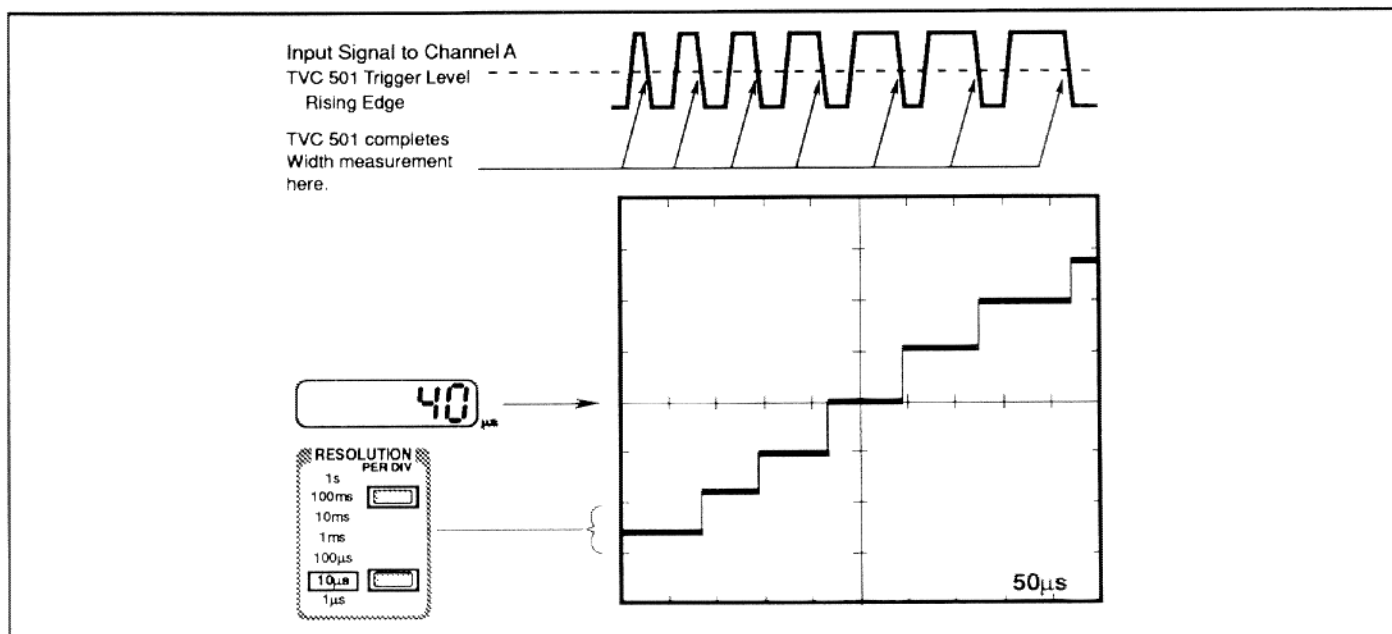 Input Signal to Channel A
TVC 501 Trigger Level
Rising Edge
TVC 501 completes
Width measurement
here.
40
µs
RESOLUTION
PER DIV
1s
100ms
10ms
1ms
100µs
10µs
1µs
50µs